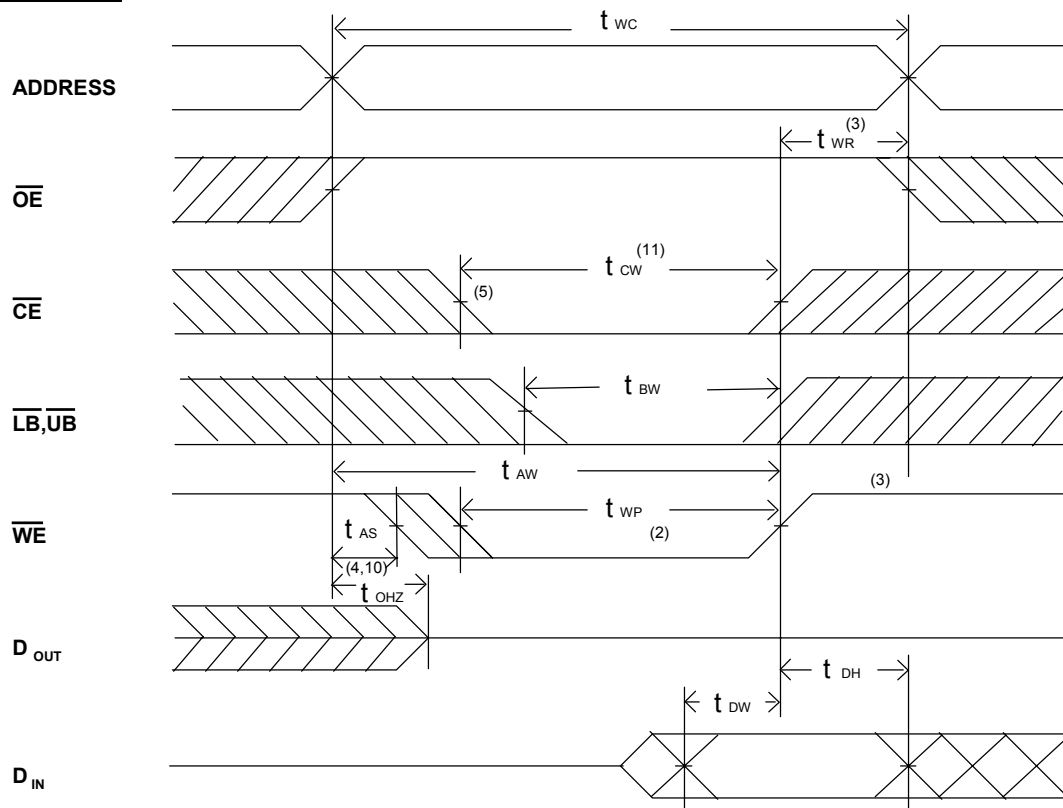 t WC
ADDRESS
t WR (3)
OE
t CW (11)
(5)
CE
t BW
LB,UB
t AW
(3)
WE
t AS
t WP (2)
(4,10)
t OHZ
D OUT
t DH
t DW
D IN